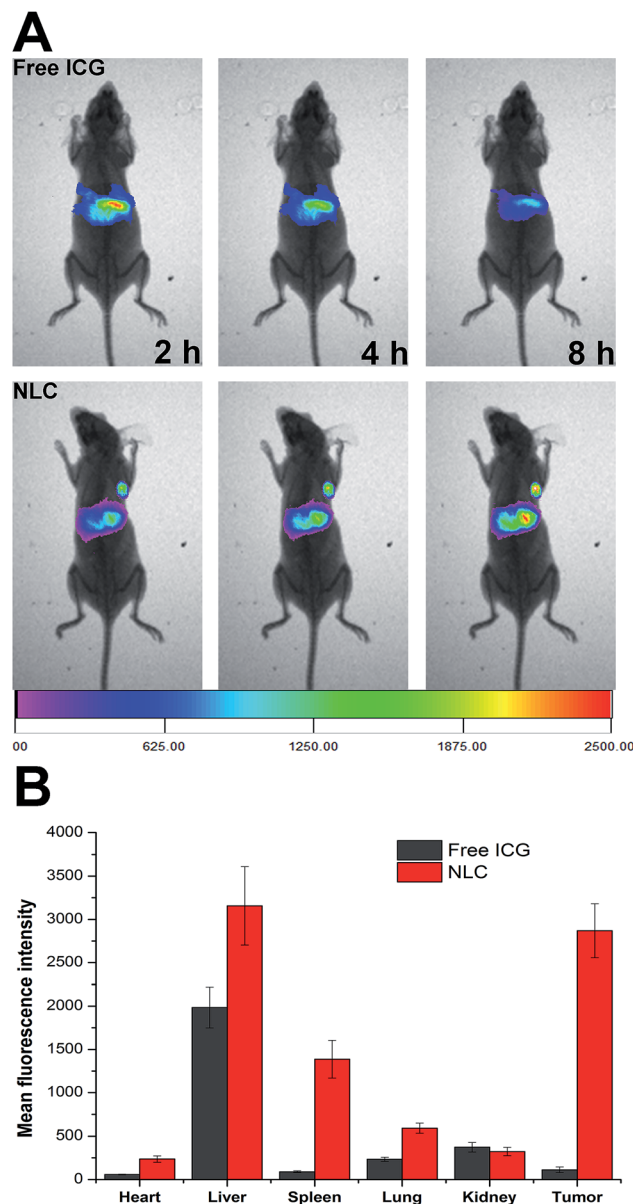 A
Free ICG
2 h 4 h 8 h
NLC
00 625.00 1250.00 1875.00 2500.00
B
4000
3500
3000
2500
2000
1500
1000
500
0
Mean fluorescence intensity
Free ICG
NLC
Heart Liver Spleen Lung Kidney Tumor